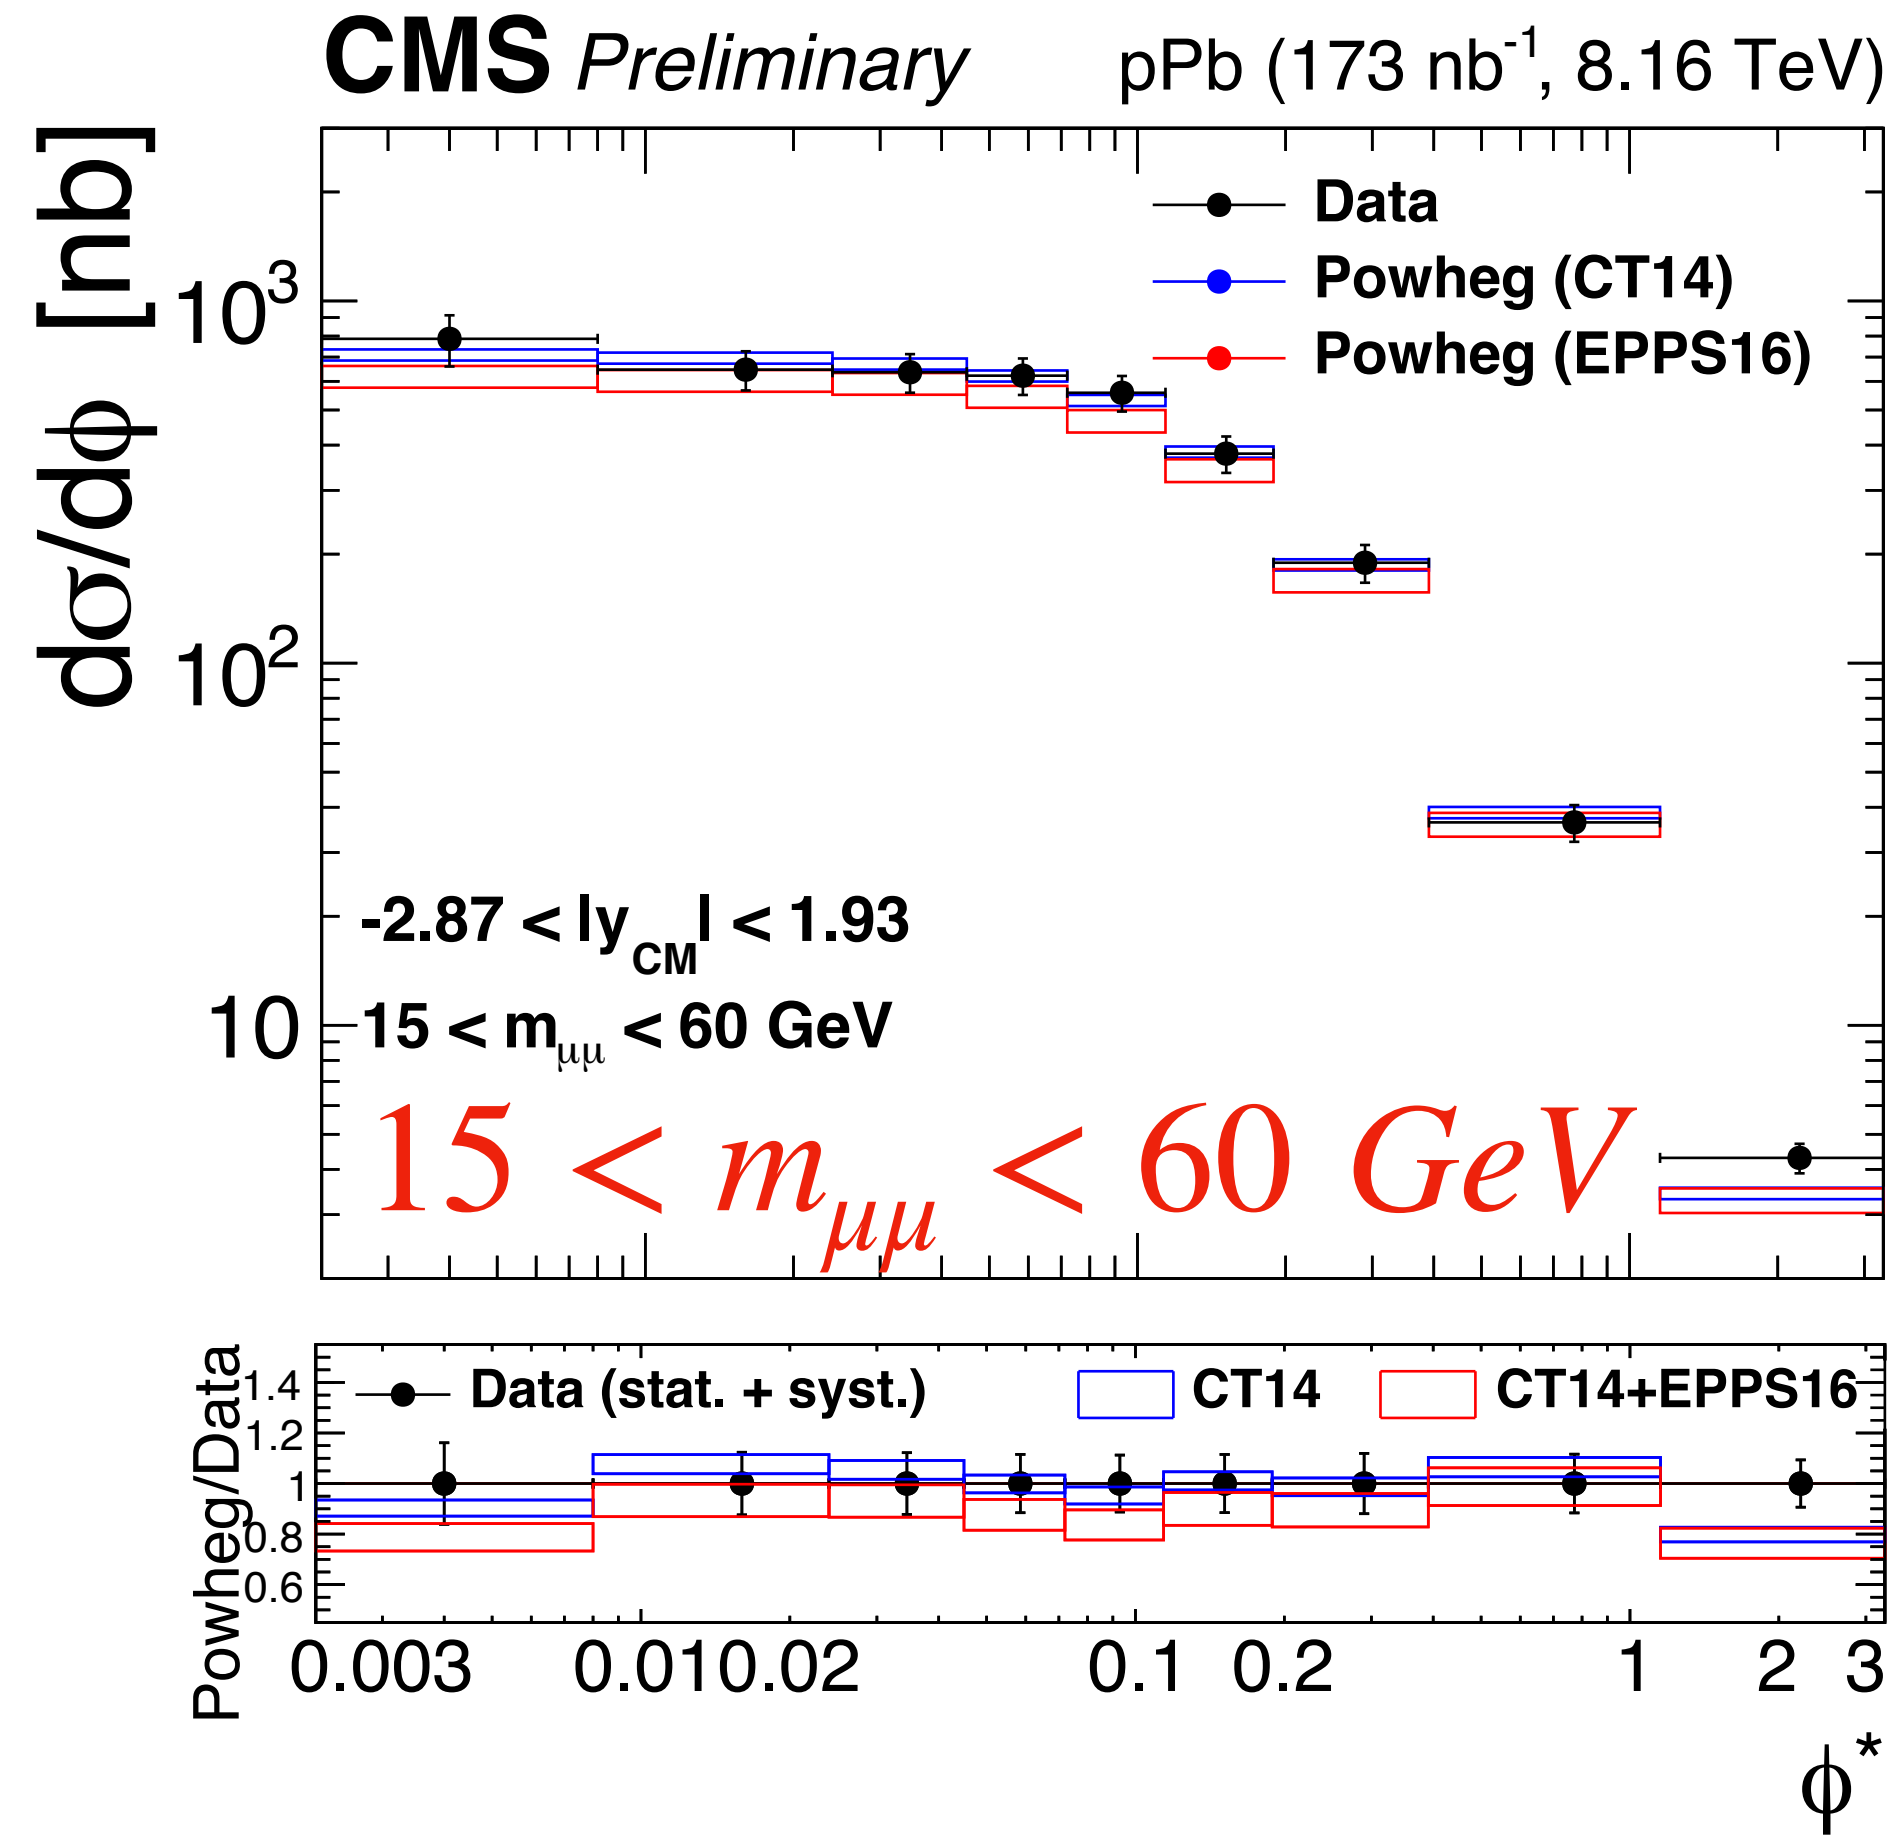 CMS Preliminary pPb (173 nb⁻¹, 8.16 TeV)
dσ/dϕ [nb]
10³
10²
10
Data
Powheg (CT14)
Powheg (EPPS16)
-2.87 < |y_CM| < 1.93
15 < m_μμ < 60 GeV
15 < m_μμ < 60 GeV
Powheg/Data
1.4
1.2
1
0.8
0.6
Data (stat. + syst.) CT14 CT14+EPPS16
0.003 0.01 0.02 0.1 0.2 1 2 3
ϕ*